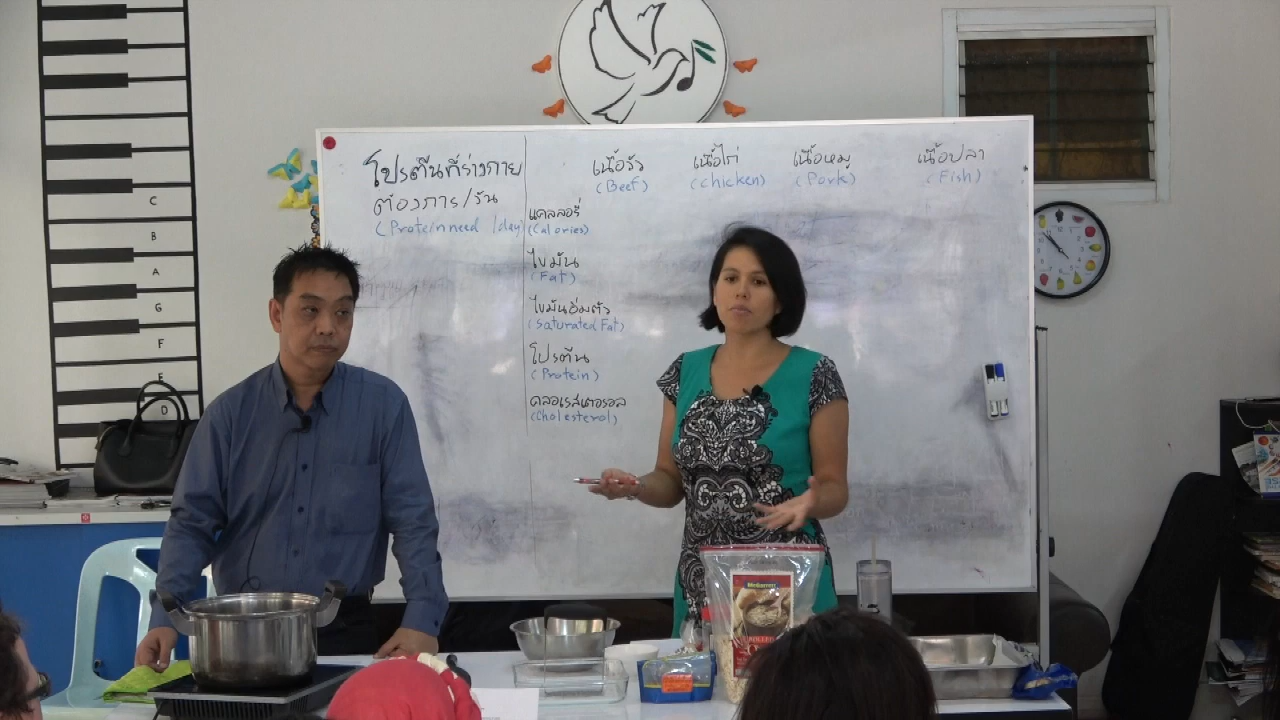 โปรตีนที่ร่างกาย
ต้องการ/วัน
(Protein need /day)
เนื้อวัว
(Beef)
เนื้อไก่
(Chicken)
เนื้อหมู
(Pork)
เนื้อปลา
(Fish)
แคลลอรี่
(Calories)
ไขมัน
(Fat)
ไขมันอิ่มตัว
(Saturated Fat)
โปรตีน
(Protein)
คลอเรสเตอรอล
(Cholesterol)
C
B
A
G
F
E
D